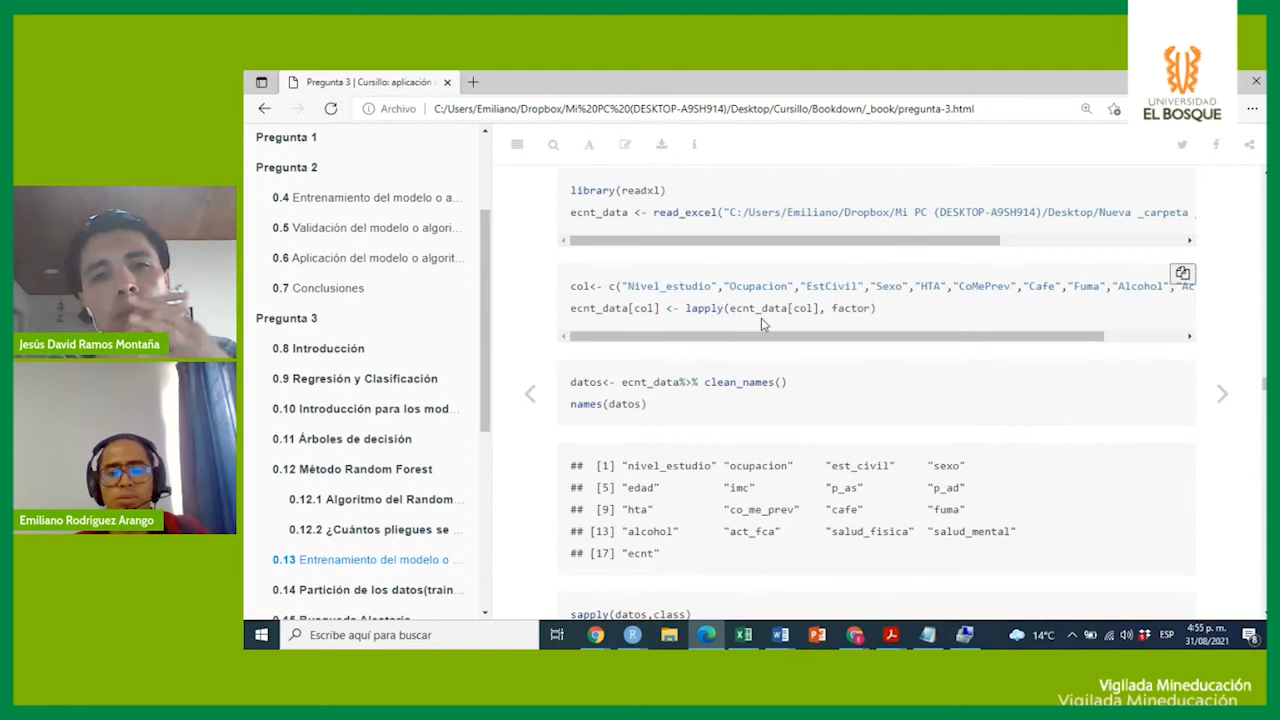 Pregunta 3 | Cursillo: aplicación
UNIVERSIDAD
EL BOSQUE
Archivo
C:/Users/Emiliano/Dropbox/Mi%20PC%20(DESKTOP-A9SH914)/Desktop/Cursillo/Bookdown/_book/pregunta-3.html
Pregunta 1
Pregunta 2
0.4 Entrenamiento del modelo o a...
0.5 Validación del modelo o algori...
0.6 Aplicación del modelo o algorit...
0.7 Conclusiones
Pregunta 3
0.8 Introducción
0.9 Regresión y Clasificación
0.10 Introducción para los mod...
0.11 Árboles de decisión
0.12 Método Random Forest
0.12.1 Algoritmo del Random...
0.12.2 ¿Cuántos pliegues se ...
0.13 Entrenamiento del modelo o ...
0.14 Partición de los datos(train...
library(readxl)
ecnt_data <- read_excel("C:/Users/Emiliano/Dropbox/Mi PC (DESKTOP-A9SH914)/Desktop/Nueva _carpeta
col<- c("Nivel_estudio","Ocupacion","EstCivil","Sexo","HTA","CoMePrev","Cafe","Fuma","Alcohol","Ac
ecnt_data[col] <- lapply(ecnt_data[col], factor)
datos<- ecnt_data%>% clean_names()
names(datos)
## [1] "nivel_estudio" "ocupacion" "est_civil" "sexo"
## [5] "edad" "imc" "p_as" "p_ad"
## [9] "hta" "co_me_prev" "cafe" "fuma"
## [13] "alcohol" "act_fca" "salud_fisica" "salud_mental"
## [17] "ecnt"
sapply(datos,class)
Jesús David Ramos Montaña
Emiliano Rodríguez Arango
Escribe aquí para buscar
14°C
ESP
4:55 p. m.
31/08/2021
Vigilada Mineducación
Vigilada Mineducación